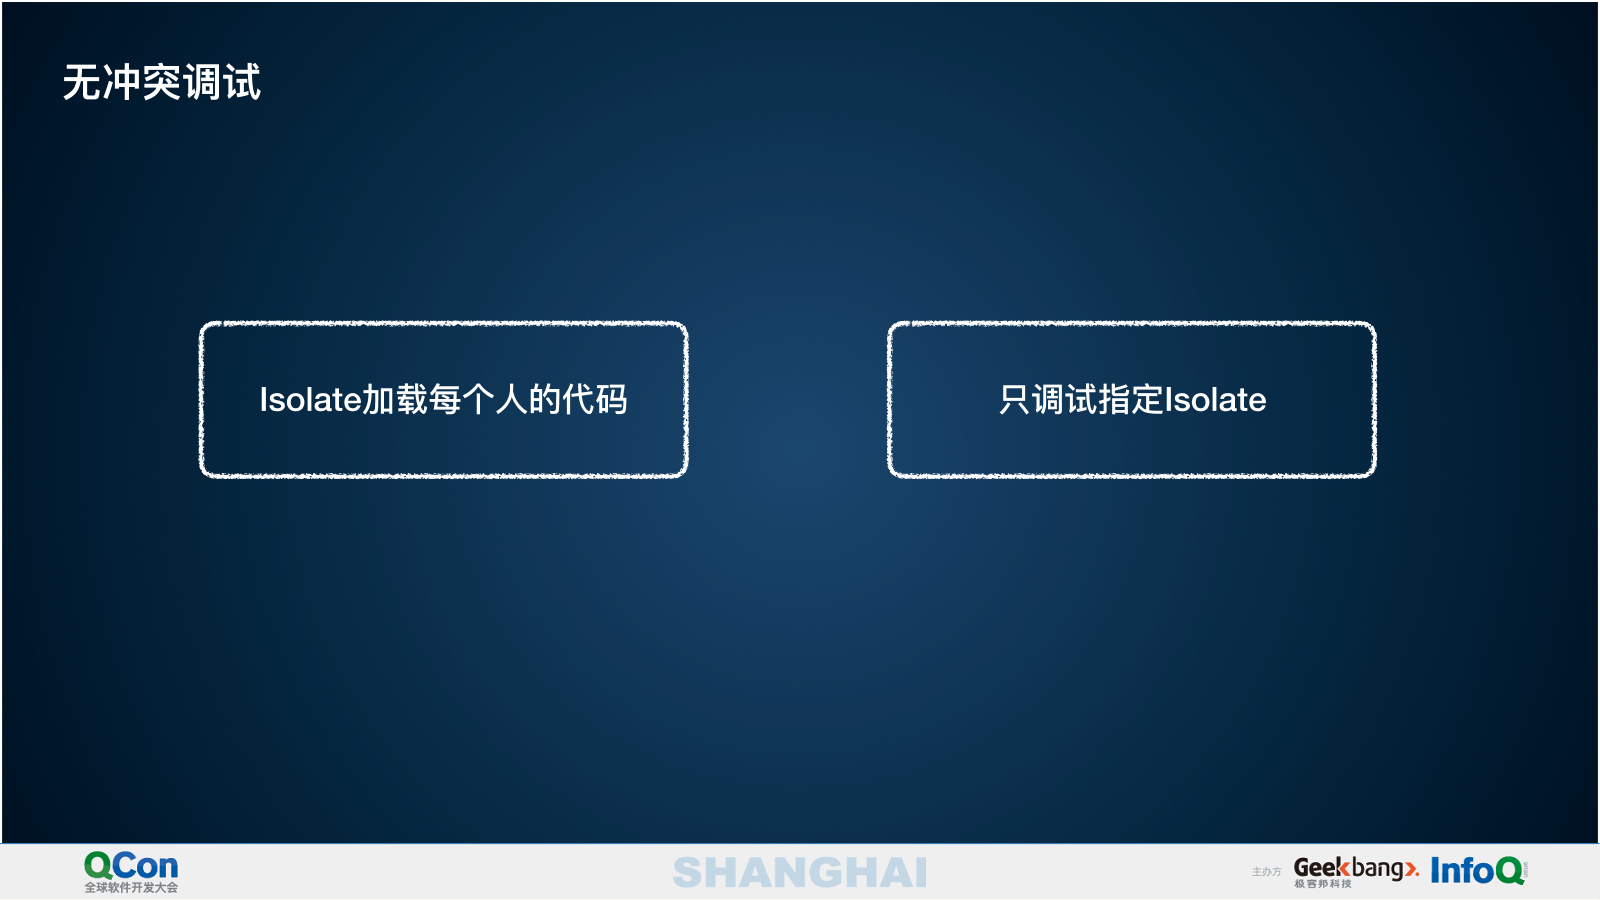 无冲突调试
Isolate加载每个人的代码
只调试指定Isolate
QCon
全球软件开发大会
SHANGHAI
主办方
Geekbang>.
极客邦科技
InfoQ